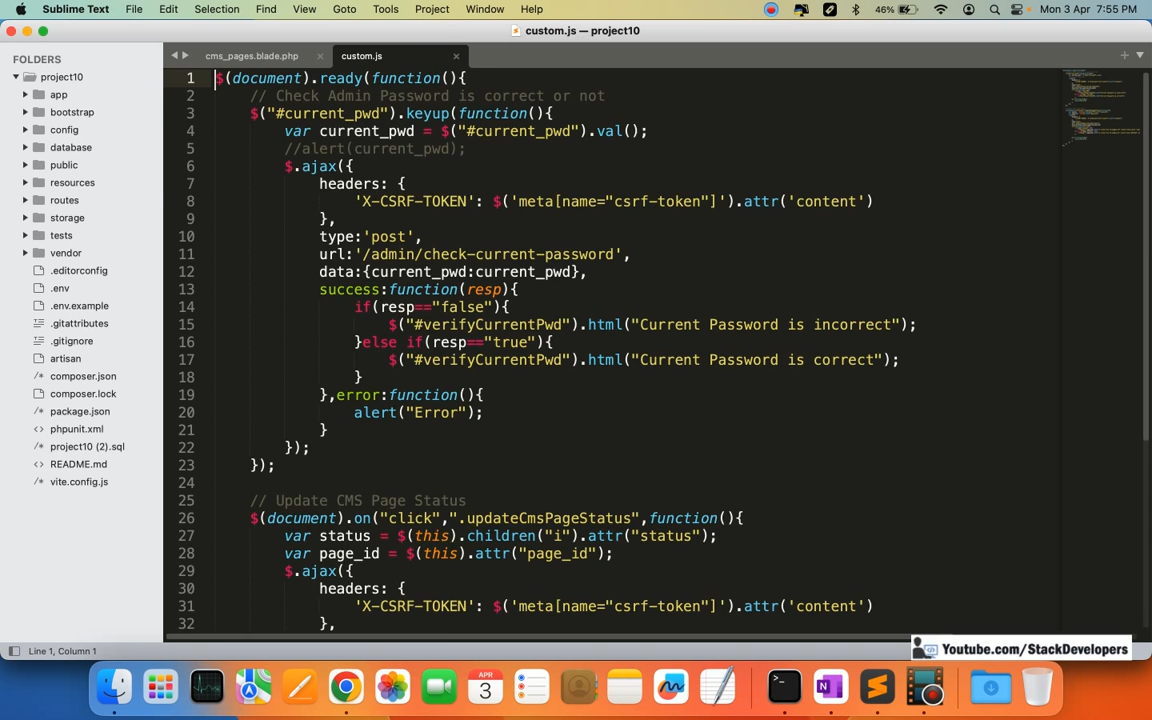 Sublime Text File Edit Selection Find View Goto Tools Project Window Help 46% Mon 3 Apr 7:55 PM
custom.js — project10
FOLDERS
project10
app
bootstrap
config
database
public
resources
routes
storage
tests
vendor
.editorconfig
.env
.env.example
.gitattributes
.gitignore
artisan
composer.json
composer.lock
package.json
phpunit.xml
project10 (2).sql
README.md
vite.config.js
cms_pages.blade.php × custom.js ×
1 $(document).ready(function(){
2 // Check Admin Password is correct or not
3 $("#current_pwd").keyup(function(){
4 var current_pwd = $("#current_pwd").val();
5 //alert(current_pwd);
6 $.ajax({
7 headers: {
8 'X-CSRF-TOKEN': $('meta[name="csrf-token"]').attr('content')
9 },
10 type:'post',
11 url:'/admin/check-current-password',
12 data:{current_pwd:current_pwd},
13 success:function(resp){
14 if(resp=="false"){
15 $("#verifyCurrentPwd").html("Current Password is incorrect");
16 }else if(resp=="true"){
17 $("#verifyCurrentPwd").html("Current Password is correct");
18 }
19 },error:function(){
20 alert("Error");
21 }
22 });
23 });
24
25 // Update CMS Page Status
26 $(document).on("click",".updateCmsPageStatus",function(){
27 var status = $(this).children("i").attr("status");
28 var page_id = $(this).attr("page_id");
29 $.ajax({
30 headers: {
31 'X-CSRF-TOKEN': $('meta[name="csrf-token"]').attr('content')
32 },
Line 1, Column 1
Youtube.com/StackDevelopers
APR
3